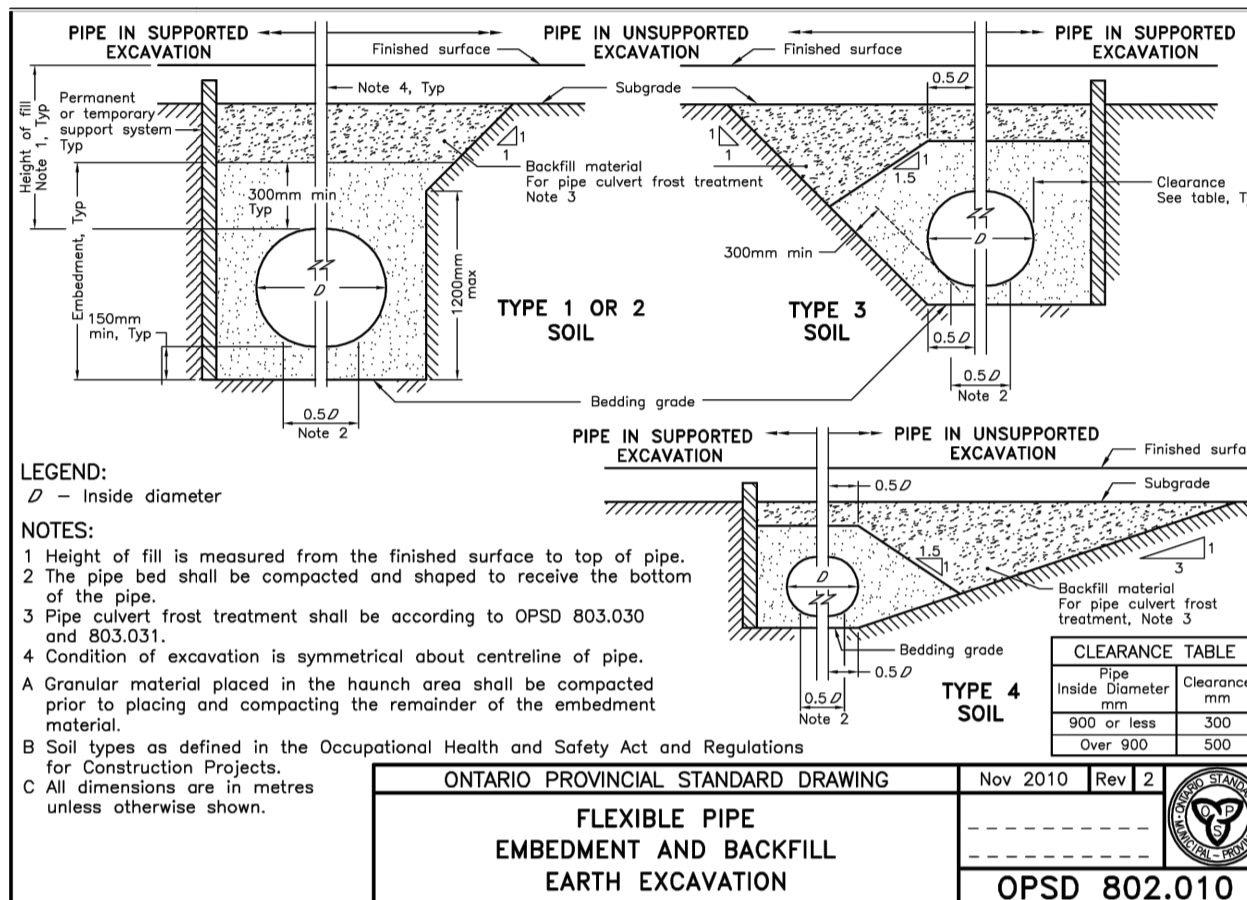 PIPE IN SUPPORTED
EXCAVATION
PIPE IN UNSUPPORTED
EXCAVATION
PIPE IN SUPPORTED
EXCAVATION
Finished surface
Finished surface
0.5D
Note 4, Typ
Subgrade
Height of fill
Note 1, Typ
Permanent
or temporary
support system
Typ
1
1
1
1
Backfill material
For pipe culvert frost treatment
Note 3
1
1.5
Clearance
See table, T
300mm min
Typ
Embedment, Typ
D
D
300mm min
1200mm
max
150mm
min, Typ
TYPE 1 OR 2
SOIL
TYPE 3
SOIL
0.5D
0.5D
Note 2
Bedding grade
0.5D
Note 2
PIPE IN SUPPORTED
EXCAVATION
PIPE IN UNSUPPORTED
EXCAVATION
Finished surfa
Subgrade
0.5D
1.5
1
1
3
D
Backfill material
For pipe culvert frost
treatment, Note 3
Bedding grade
0.5D
0.5D
Note 2
TYPE 4
SOIL
LEGEND:
D – Inside diameter
NOTES:
1 Height of fill is measured from the finished surface to top of pipe.
2 The pipe bed shall be compacted and shaped to receive the bottom
of the pipe.
3 Pipe culvert frost treatment shall be according to OPSD 803.030
and 803.031.
4 Condition of excavation is symmetrical about centreline of pipe.
A Granular material placed in the haunch area shall be compacted
prior to placing and compacting the remainder of the embedment
material.
B Soil types as defined in the Occupational Health and Safety Act and Regulations
for Construction Projects.
C All dimensions are in metres
unless otherwise shown.
CLEARANCE TABLE
Pipe
Inside Diameter
mm
Clearance
mm
900 or less 300
Over 900 500
ONTARIO PROVINCIAL STANDARD DRAWING
Nov 2010 Rev 2
FLEXIBLE PIPE
EMBEDMENT AND BACKFILL
EARTH EXCAVATION
OPSD 802.010
ONTARIO STANDA
MUNICIPAL – PROVIN
O P
S